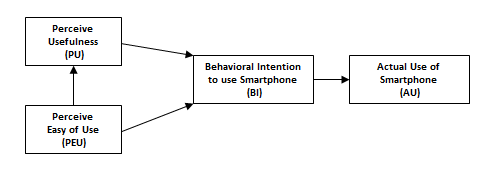 Perceive
Usefulness
(PU)
Perceive
Easy of Use
(PEU)
Behavioral Intention
to use Smartphone
(BI)
Actual Use of
Smartphone
(AU)